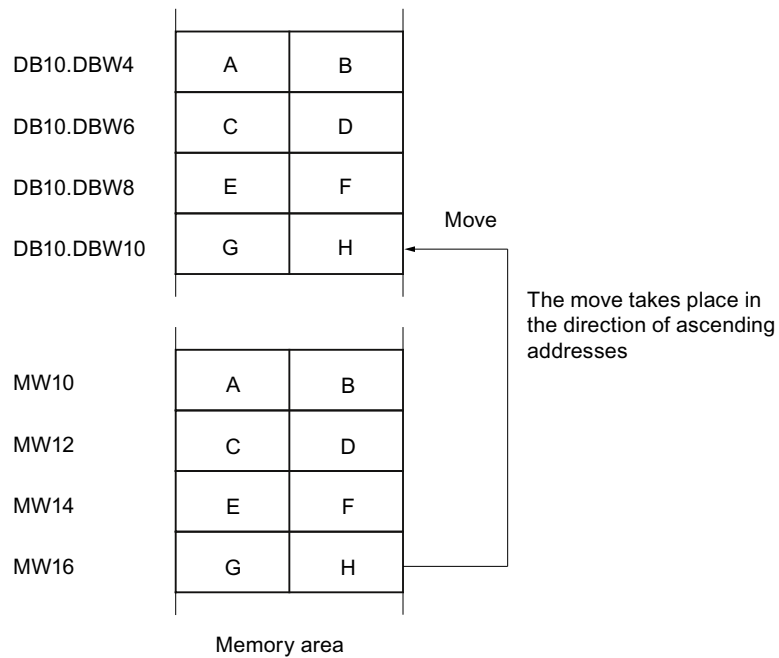 DB10.DBW4 A B
DB10.DBW6 C D
DB10.DBW8 E F
Move
DB10.DBW10 G H
The move takes place in
the direction of ascending
addresses
MW10 A B
MW12 C D
MW14 E F
MW16 G H
Memory area